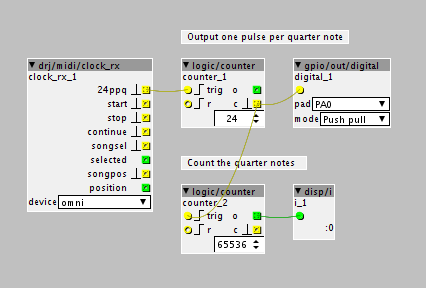 Output one pulse per quarter note
drj/midi/clock_rx
clock_rx_1
24ppq
start
stop
continue
songsel
selected
songpos
position
device omni
logic/counter
counter_1
trig o
r c
24
gpio/out/digital
digital_1
pad PA0
mode Push pull
Count the quarter notes
logic/counter
counter_2
trig o
r c
65536
disp/i
i_1
:0